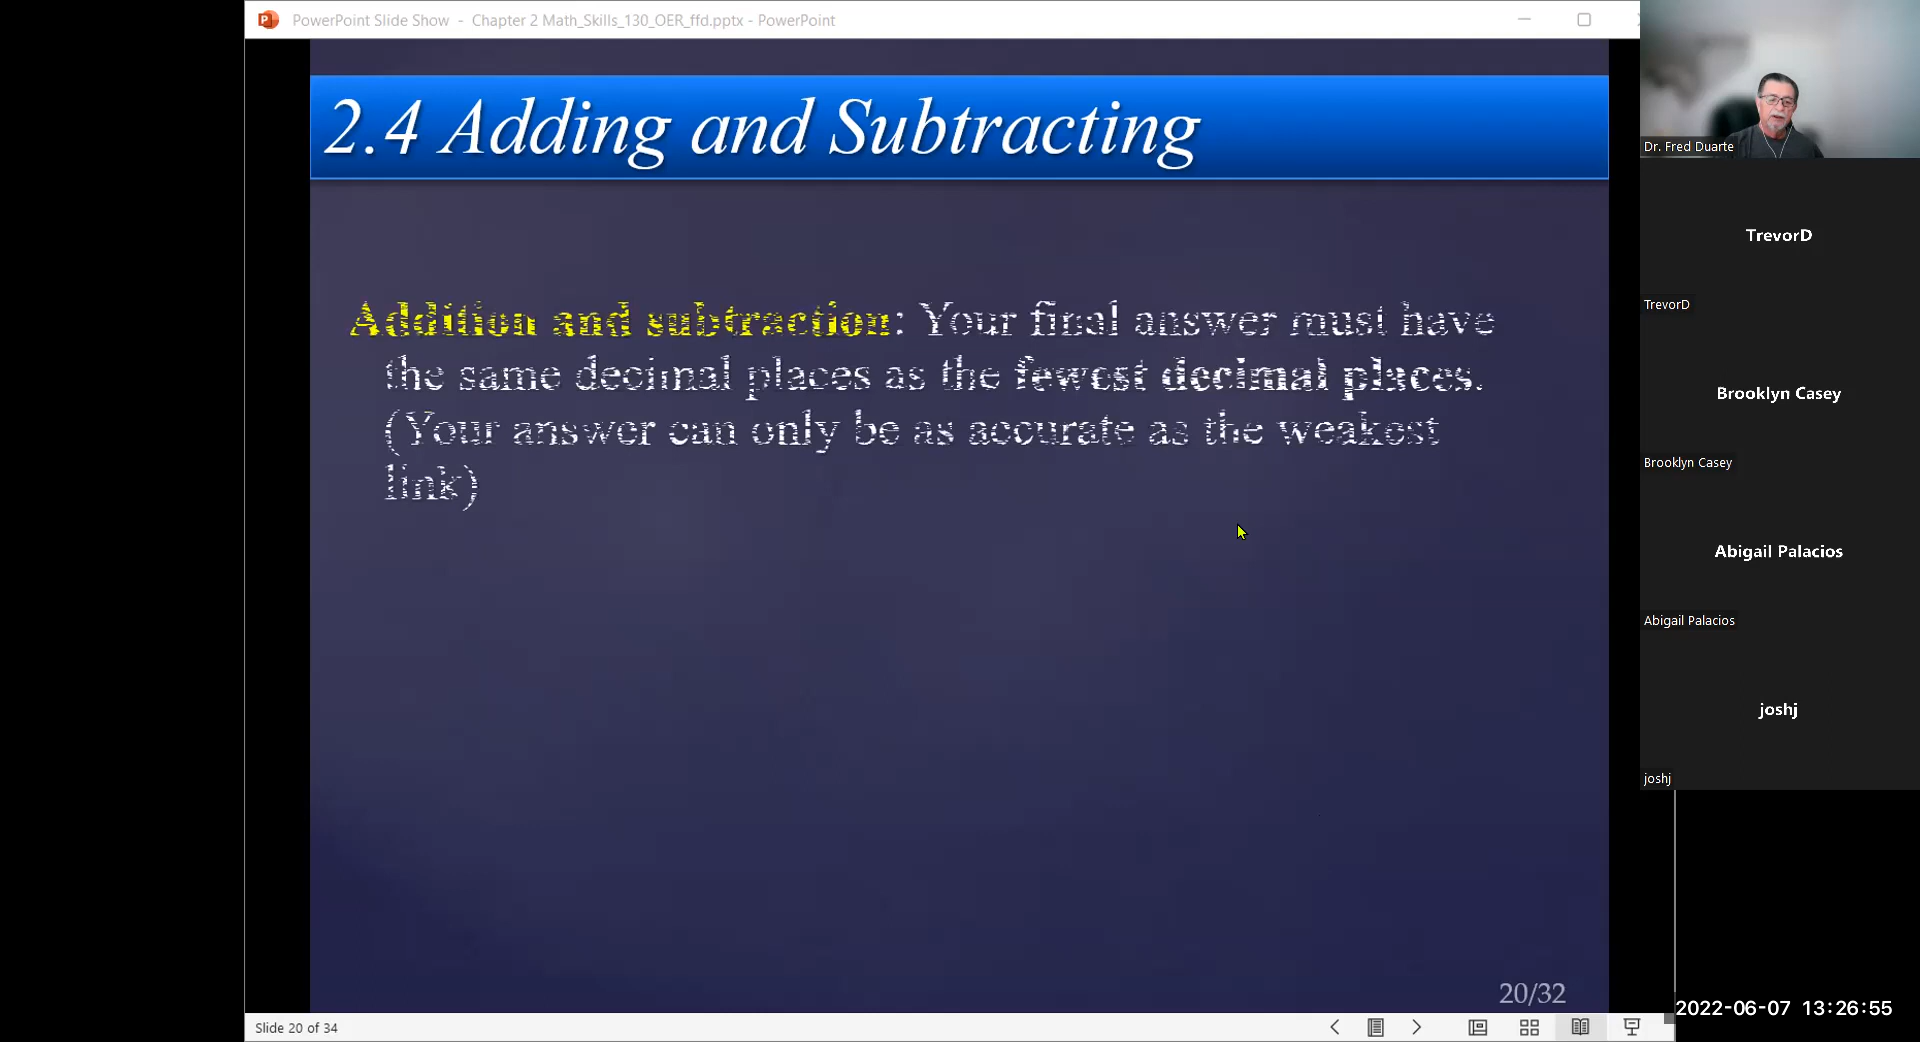 PowerPoint Slide Show - Chapter 2 Math_Skills_130_OER_ffd.pptx - PowerPoint
2.4 Adding and Subtracting
Addition and subtraction: Your final answer must have
the same decimal places as the fewest decimal places.
(Your answer can only be as accurate as the weakest
link)
20/32
Slide 20 of 34
Dr. Fred Duarte
TrevorD
TrevorD
Brooklyn Casey
Brooklyn Casey
Abigail Palacios
Abigail Palacios
joshj
joshj
2022-06-07 13:26:55